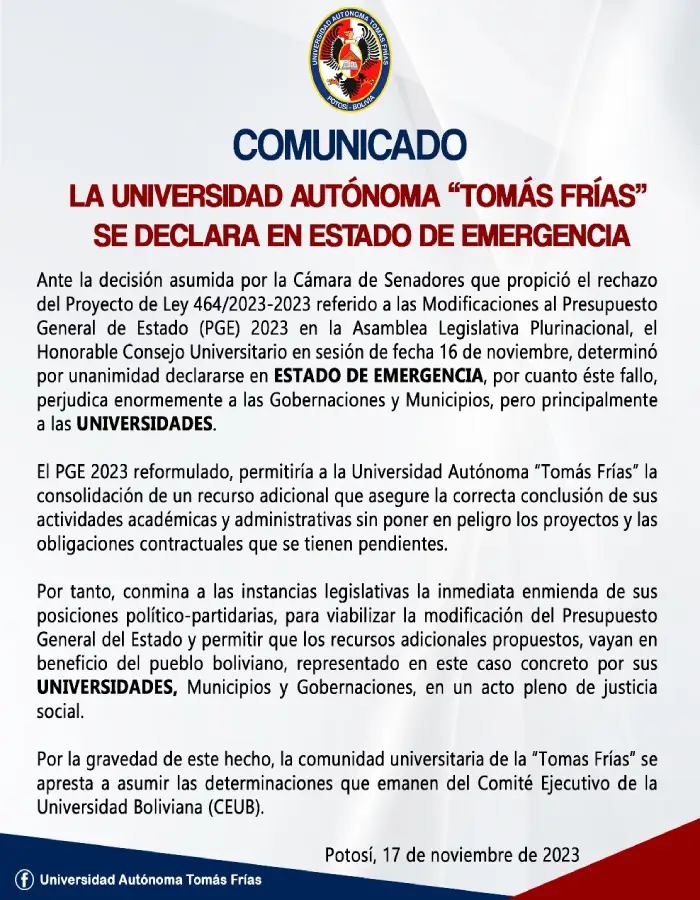 UNIVERSIDAD AUTÓNOMA TOMÁS FRÍAS
POTOSÍ - BOLIVIA
COMUNICADO
LA UNIVERSIDAD AUTÓNOMA “TOMÁS FRÍAS”
SE DECLARA EN ESTADO DE EMERGENCIA
Ante la decisión asumida por la Cámara de Senadores que propició el rechazo
del Proyecto de Ley 464/2023-2023 referido a las Modificaciones al Presupuesto
General de Estado (PGE) 2023 en la Asamblea Legislativa Plurinacional, el
Honorable Consejo Universitario en sesión de fecha 16 de noviembre, determinó
por unanimidad declararse en ESTADO DE EMERGENCIA, por cuanto éste fallo,
perjudica enormemente a las Gobernaciones y Municipios, pero principalmente
a las UNIVERSIDADES.
El PGE 2023 reformulado, permitiría a la Universidad Autónoma “Tomás Frías” la
consolidación de un recurso adicional que asegure la correcta conclusión de sus
actividades académicas y administrativas sin poner en peligro los proyectos y las
obligaciones contractuales que se tienen pendientes.
Por tanto, conmina a las instancias legislativas la inmediata enmienda de sus
posiciones político-partidarias, para viabilizar la modificación del Presupuesto
General del Estado y permitir que los recursos adicionales propuestos, vayan en
beneficio del pueblo boliviano, representado en este caso concreto por sus
UNIVERSIDADES, Municipios y Gobernaciones, en un acto pleno de justicia
social.
Por la gravedad de este hecho, la comunidad universitaria de la “Tomas Frías” se
apresta a asumir las determinaciones que emanen del Comité Ejecutivo de la
Universidad Boliviana (CEUB).
Potosí, 17 de noviembre de 2023
Universidad Autónoma Tomás Frías